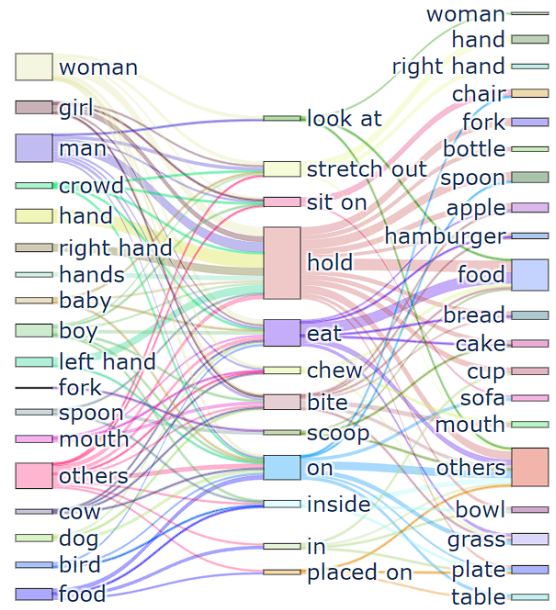 woman
girl
man
crowd
hand
right hand
hands
baby
boy
left hand
fork
spoon
mouth
others
cow
dog
bird
food
look at
stretch out
sit on
hold
eat
chew
bite
scoop
on
inside
in
placed on
woman
hand
right hand
chair
fork
bottle
spoon
apple
hamburger
food
bread
cake
cup
sofa
mouth
others
bowl
grass
plate
table